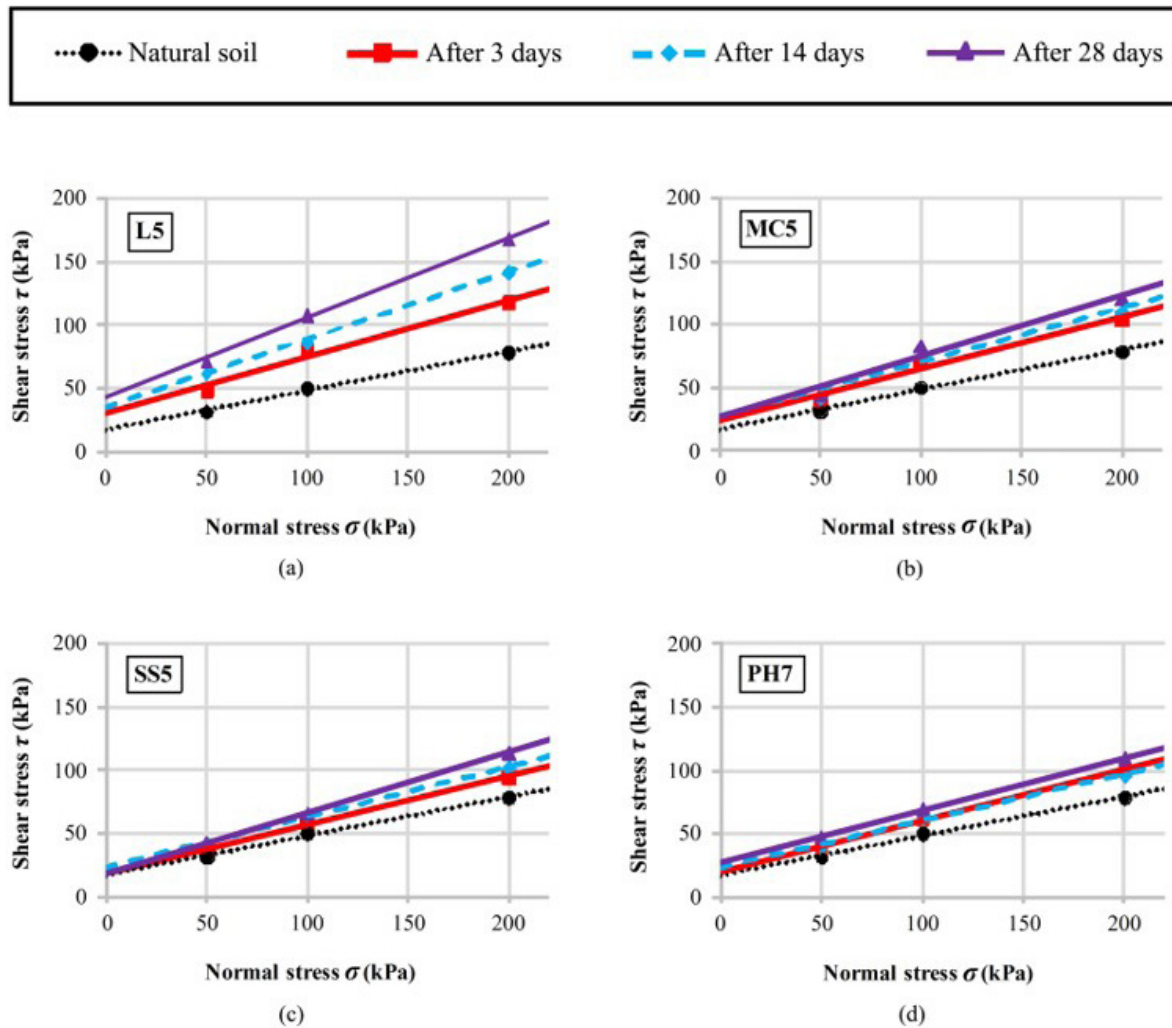 Natural soil After 3 days After 14 days After 28 days
200
150
100
50
0
Shear stress τ (kPa)
L5
0 50 100 150 200
Normal stress σ (kPa)
(a)
200
150
100
50
0
Shear stress τ (kPa)
MC5
0 50 100 150 200
Normal stress σ (kPa)
(b)
200
150
100
50
0
Shear stress τ (kPa)
SS5
0 50 100 150 200
Normal stress σ (kPa)
(c)
200
150
100
50
0
Shear stress τ (kPa)
PH7
0 50 100 150 200
Normal stress σ (kPa)
(d)